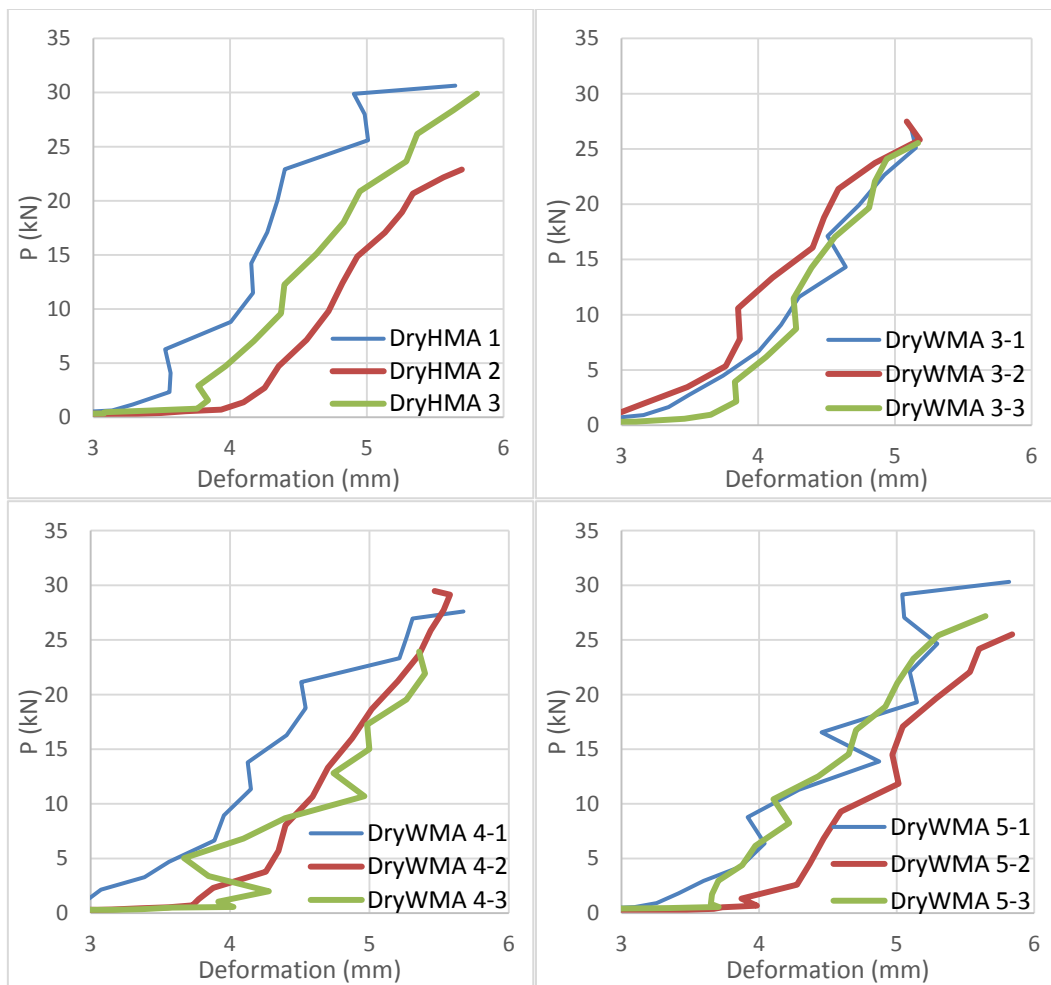 35
30
25
20
15
10
5
0
P (kN)
3 4 5 6
Deformation (mm)
DryHMA 1
DryHMA 2
DryHMA 3
35
30
25
20
15
10
5
0
P (kN)
3 4 5 6
Deformation (mm)
DryWMA 3-1
DryWMA 3-2
DryWMA 3-3
35
30
25
20
15
10
5
0
P (kN)
3 4 5 6
Deformation (mm)
DryWMA 4-1
DryWMA 4-2
DryWMA 4-3
35
30
25
20
15
10
5
0
P (kN)
3 4 5 6
Deformation (mm)
DryWMA 5-1
DryWMA 5-2
DryWMA 5-3